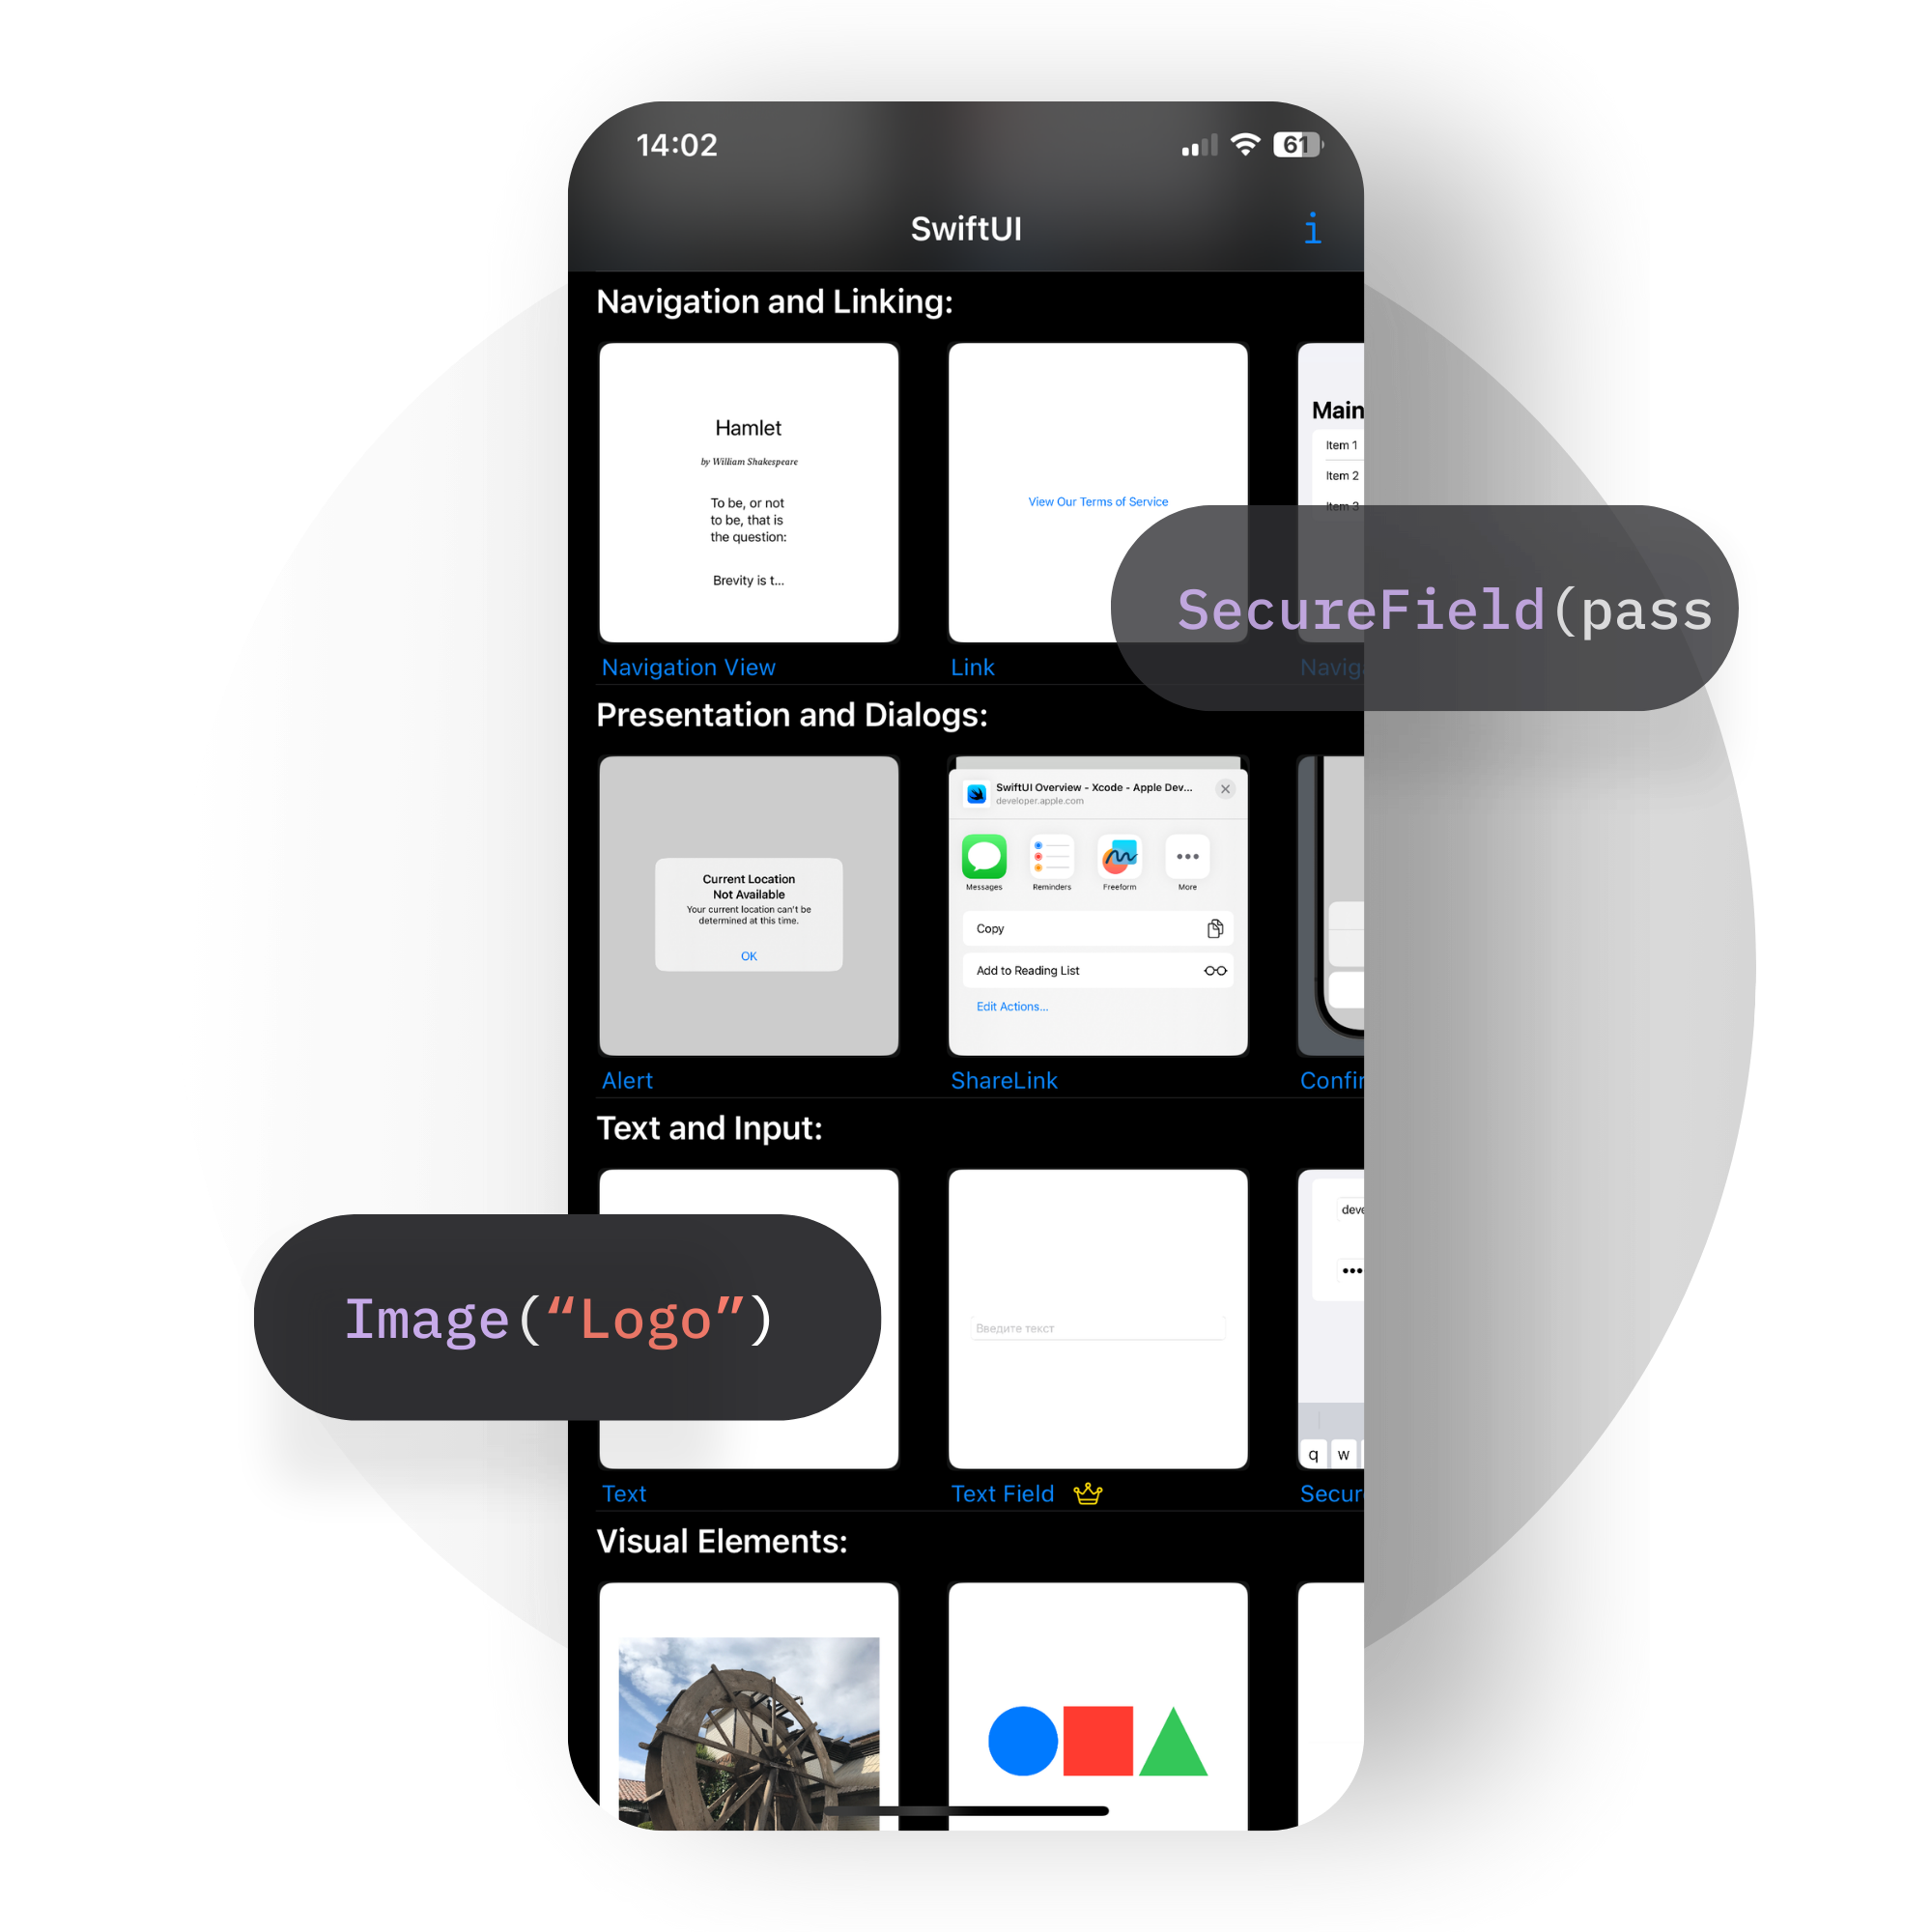 14:02
61
SwiftUI
i
Navigation and Linking:
Hamlet
by William Shakespeare
To be, or not
to be, that is
the question:
Brevity is t...
View Our Terms of Service
Main
Item 1
Item 2
Item 3
SecureField(pass
Navigation View
Link
Navig
Presentation and Dialogs:
Current Location
Not Available
Your current location can't be
determined at this time.
OK
SwiftUI Overview - Xcode - Apple Dev...
developer.apple.com
Messages
Reminders
Freeform
More
Copy
Add to Reading List
Edit Actions...
Alert
ShareLink
Confir
Text and Input:
Image(“Logo”)
Введите текст
deve
q w
Text
Text Field
Secur
Visual Elements: